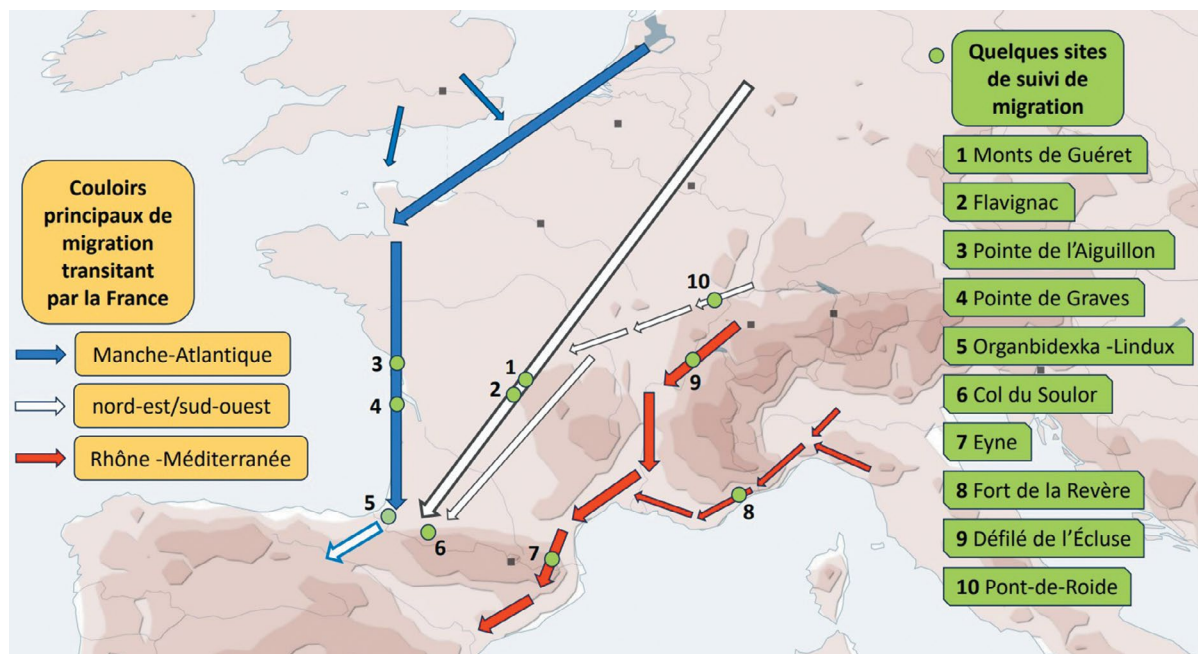 Couloirs
principaux de
migration
transitant
par la France
Manche-Atlantique
nord-est/sud-ouest
Rhône -Méditerranée
Quelques sites
de suivi de
migration
1 Monts de Guéret
2 Flavignac
3 Pointe de l’Aiguillon
4 Pointe de Graves
5 Organbidexka -Lindux
6 Col du Soulor
7 Eyne
8 Fort de la Revère
9 Défilé de l’Écluse
10 Pont-de-Roide
10
9
1
2
3
4
5
6
7
8